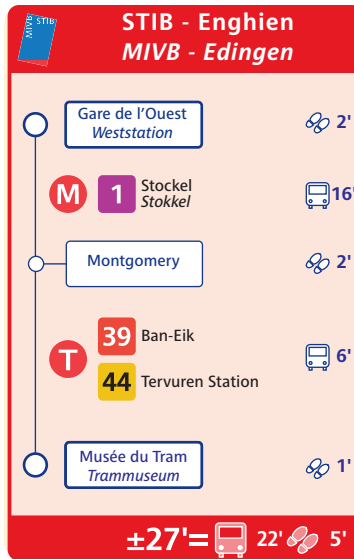 MIVB STIB
STIB - Enghien
MIVB - Edingen
Gare de l'Ouest
Weststation
2'
M 1 Stockel
Stokkel
16'
Montgomery
2'
39 Ban-Eik
T
6'
44 Tervuren Station
Musée du Tram
Trammuseum
1'
±27'= 22' 5'